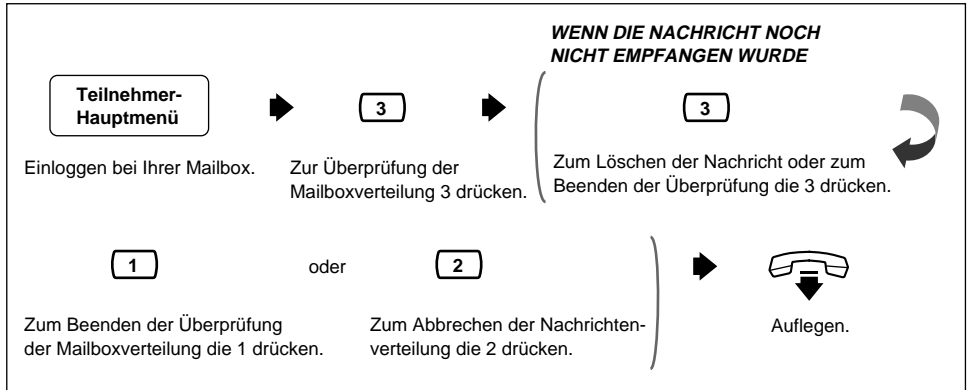 WENN DIE NACHRICHT NOCH
NICHT EMPFANGEN WURDE
Teilnehmer-
Hauptmenü
3
3
Einloggen bei Ihrer Mailbox.
Zur Überprüfung der
Mailboxverteilung 3 drücken.
Zum Löschen der Nachricht oder zum
Beenden der Überprüfung die 3 drücken.
1
oder
2
Zum Beenden der Überprüfung
der Mailboxverteilung die 1 drücken.
Zum Abbrechen der Nachrichten-
verteilung die 2 drücken.
Auflegen.